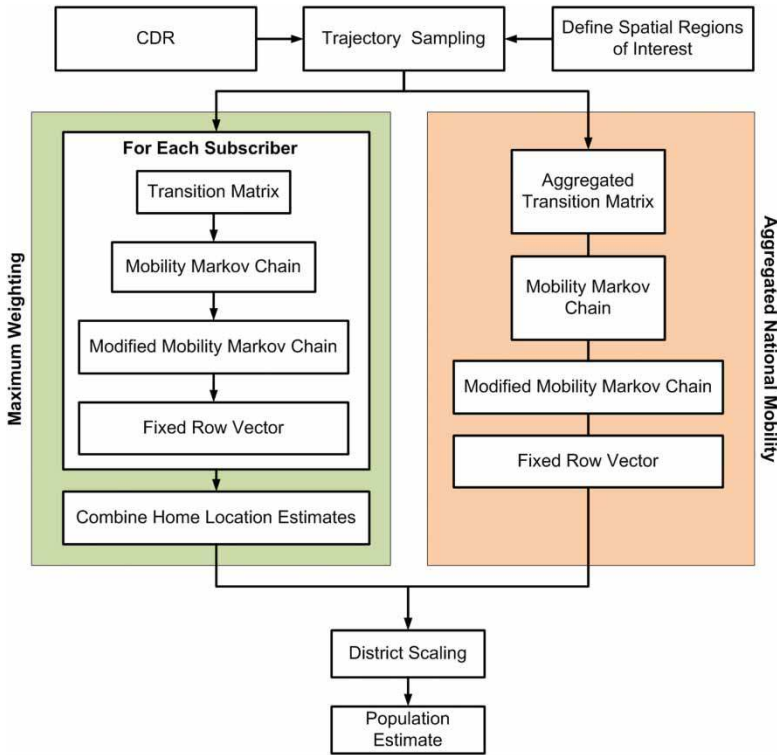 CDR
Trajectory Sampling
Define Spatial Regions
of Interest
Maximum Weighting
For Each Subscriber
Transition Matrix
Mobility Markov Chain
Modified Mobility Markov Chain
Fixed Row Vector
Combine Home Location Estimates
Aggregated
Transition Matrix
Mobility Markov
Chain
Modified Mobility Markov Chain
Fixed Row Vector
Aggregated National Mobility
District Scaling
Population
Estimate